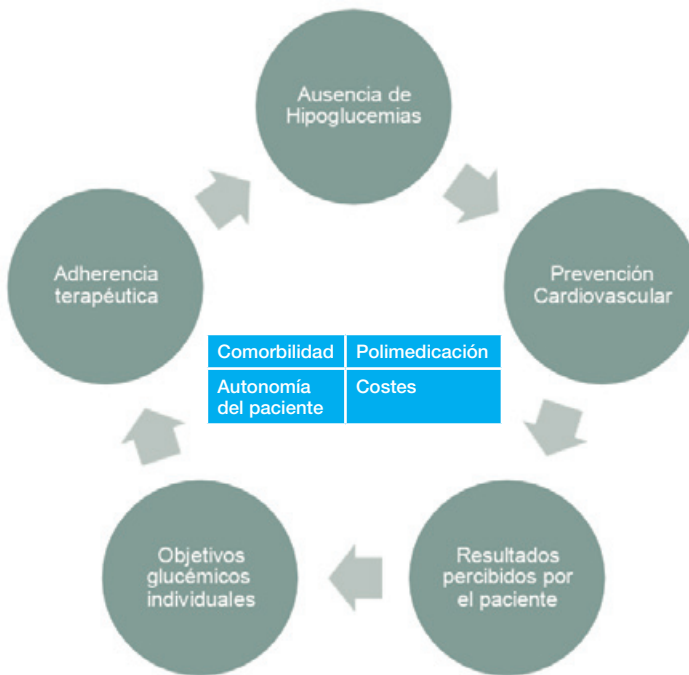 Ausencia de
Hipoglucemias
Adherencia
terapéutica
Prevención
Cardiovascular
Comorbilidad
Polimedicación
Autonomía
del paciente
Costes
Objetivos
glucémicos
individuales
Resultados
percibidos por
el paciente